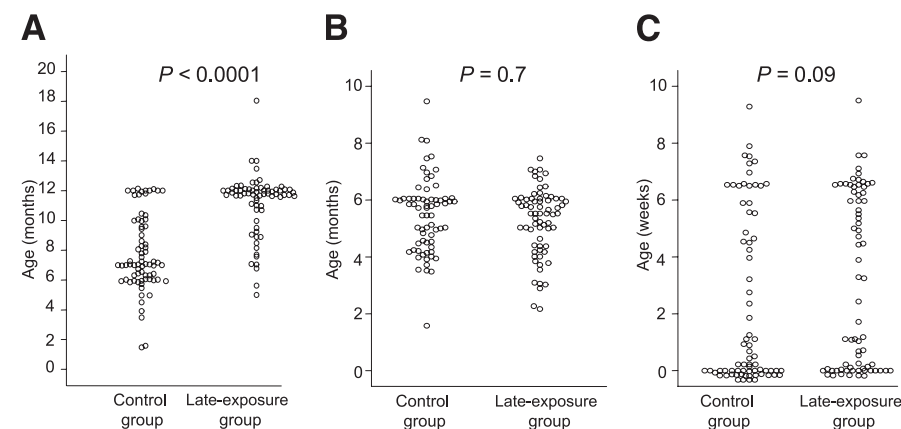 A
P < 0.0001
20
18
16
14
12
10
8
6
4
2
0
Age (months)
Control
group
Late-exposure
group
B
P = 0.7
10
8
6
4
2
0
Age (months)
Control
group
Late-exposure
group
C
P = 0.09
10
8
6
4
2
0
Age (weeks)
Control
group
Late-exposure
group